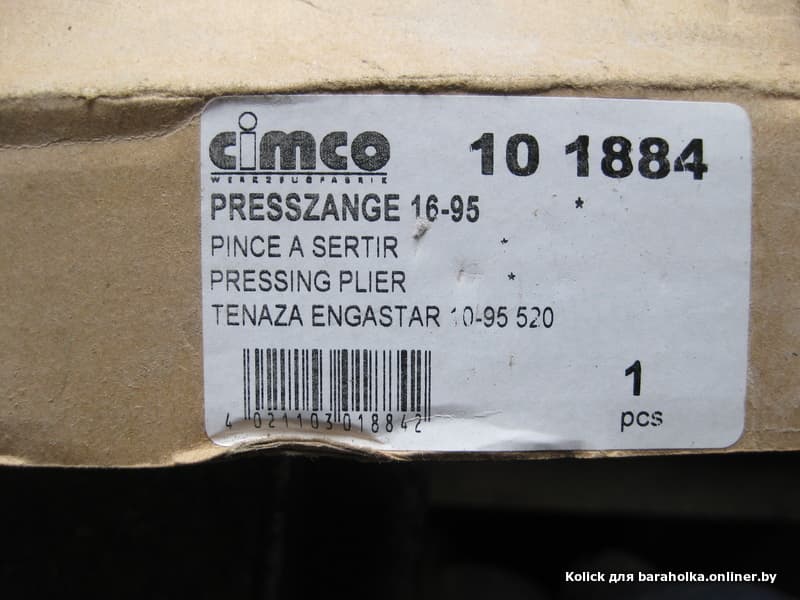 cimco 10 1884
WERKZEUGFABRIK
PRESSZANGE 16-95 *
PINCE A SERTIR *
PRESSING PLIER *
TENAZA ENGASTAR 10-95 520
1
pcs
4 021103 018842
Kolick для baraholka.onliner.by